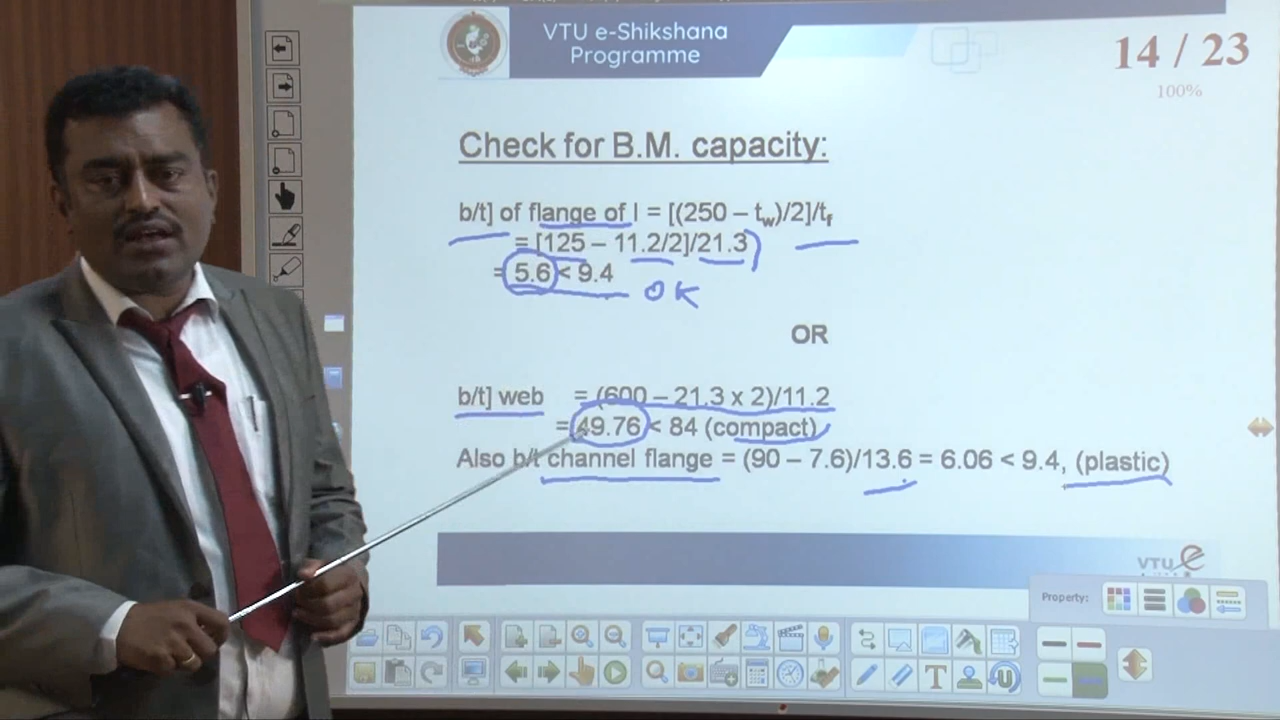 VTU e-Shikshana
Programme
14 / 23
100%
Check for B.M. capacity:
b/t] of flange of I = [(250 – tw)/2]/tf
= [125 – 11.2/2]/21.3
= 5.6 < 9.4
OK
OR
b/t] web = (600 – 21.3 x 2)/11.2
= 49.76 < 84 (compact)
Also b/t channel flange = (90 – 7.6)/13.6 = 6.06 < 9.4, (plastic)
VTU e
Property: